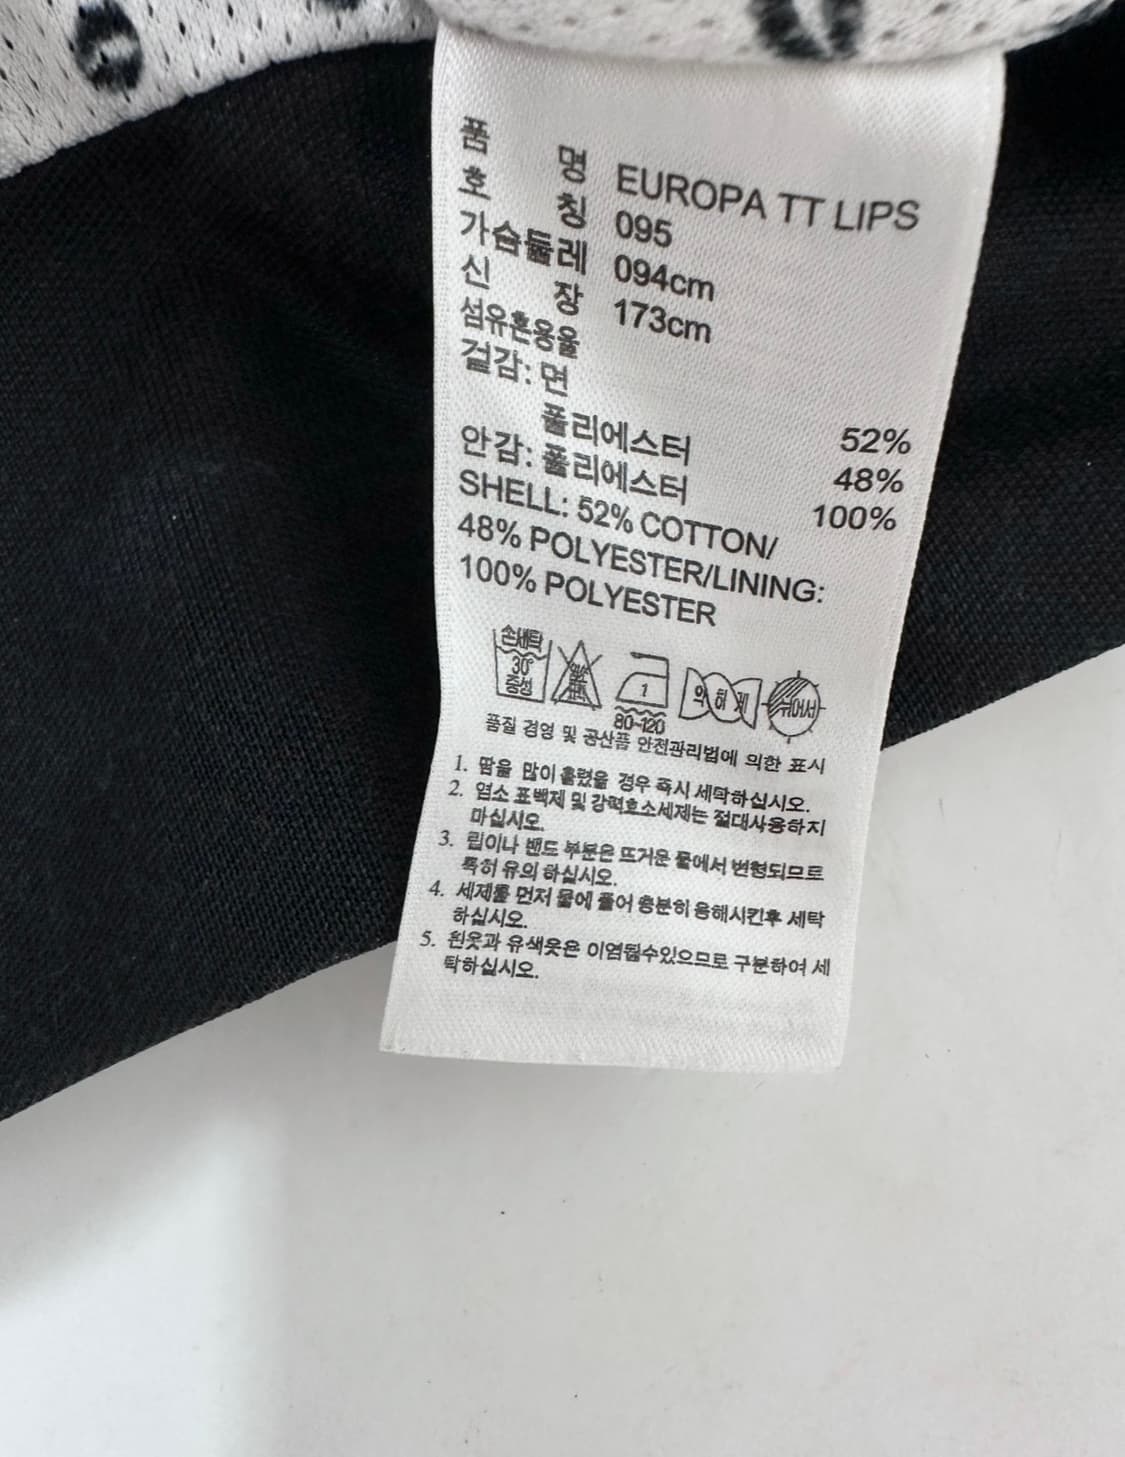 품 명 EUROPA TT LIPS
호 칭 095
가슴둘레 094cm
신 장 173cm
섬유혼용율
겉감: 면 52%
폴리에스터 48%
안감: 폴리에스터 100%
SHELL: 52% COTTON/
48% POLYESTER/LINING:
100% POLYESTER
손세탁 30° 중성 1 80~120 약하게 뉘어서
품질 경영 및 공산품 안전관리법에 의한 표시
1. 땀을 많이 흘렸을 경우 즉시 세탁하십시오.
2. 염소 표백제 및 강력효소세제는 절대사용하지
마십시오.
3. 립이나 밴드 부분은 뜨거운 물에서 변형되므로
특히 유의 하십시오.
4. 세제를 먼저 물에 풀어 충분히 용해시킨후 세탁
하십시오.
5. 흰옷과 유색옷은 이염될수있으므로 구분하여 세
탁하십시오.